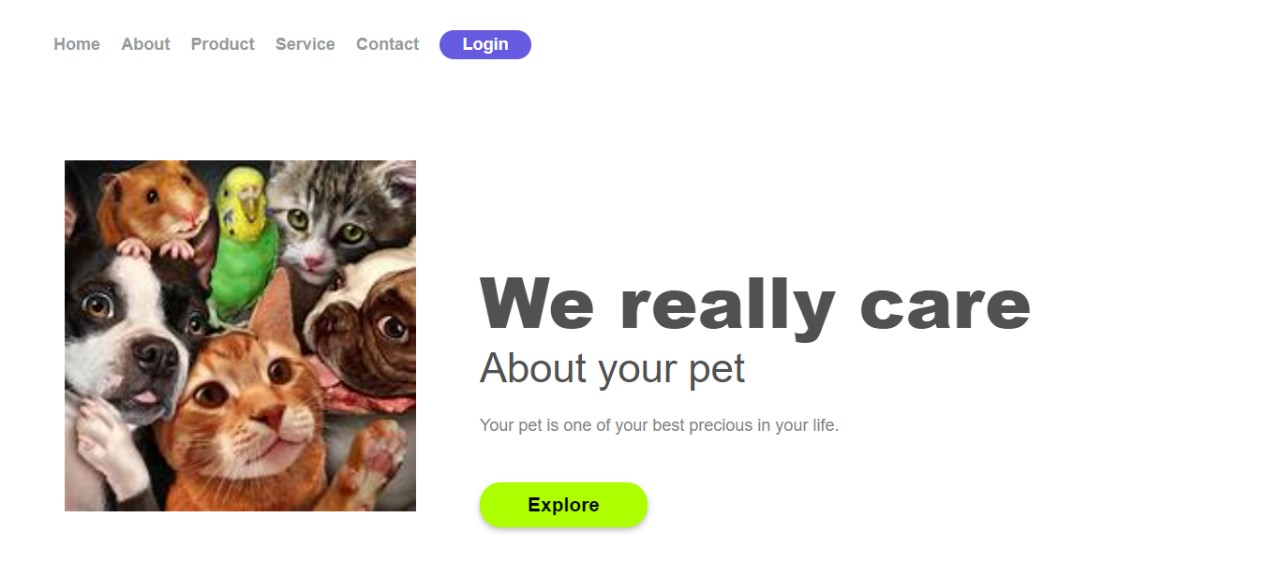 Home About Product Service Contact Login
We really care
About your pet
Your pet is one of your best precious in your life.
Explore